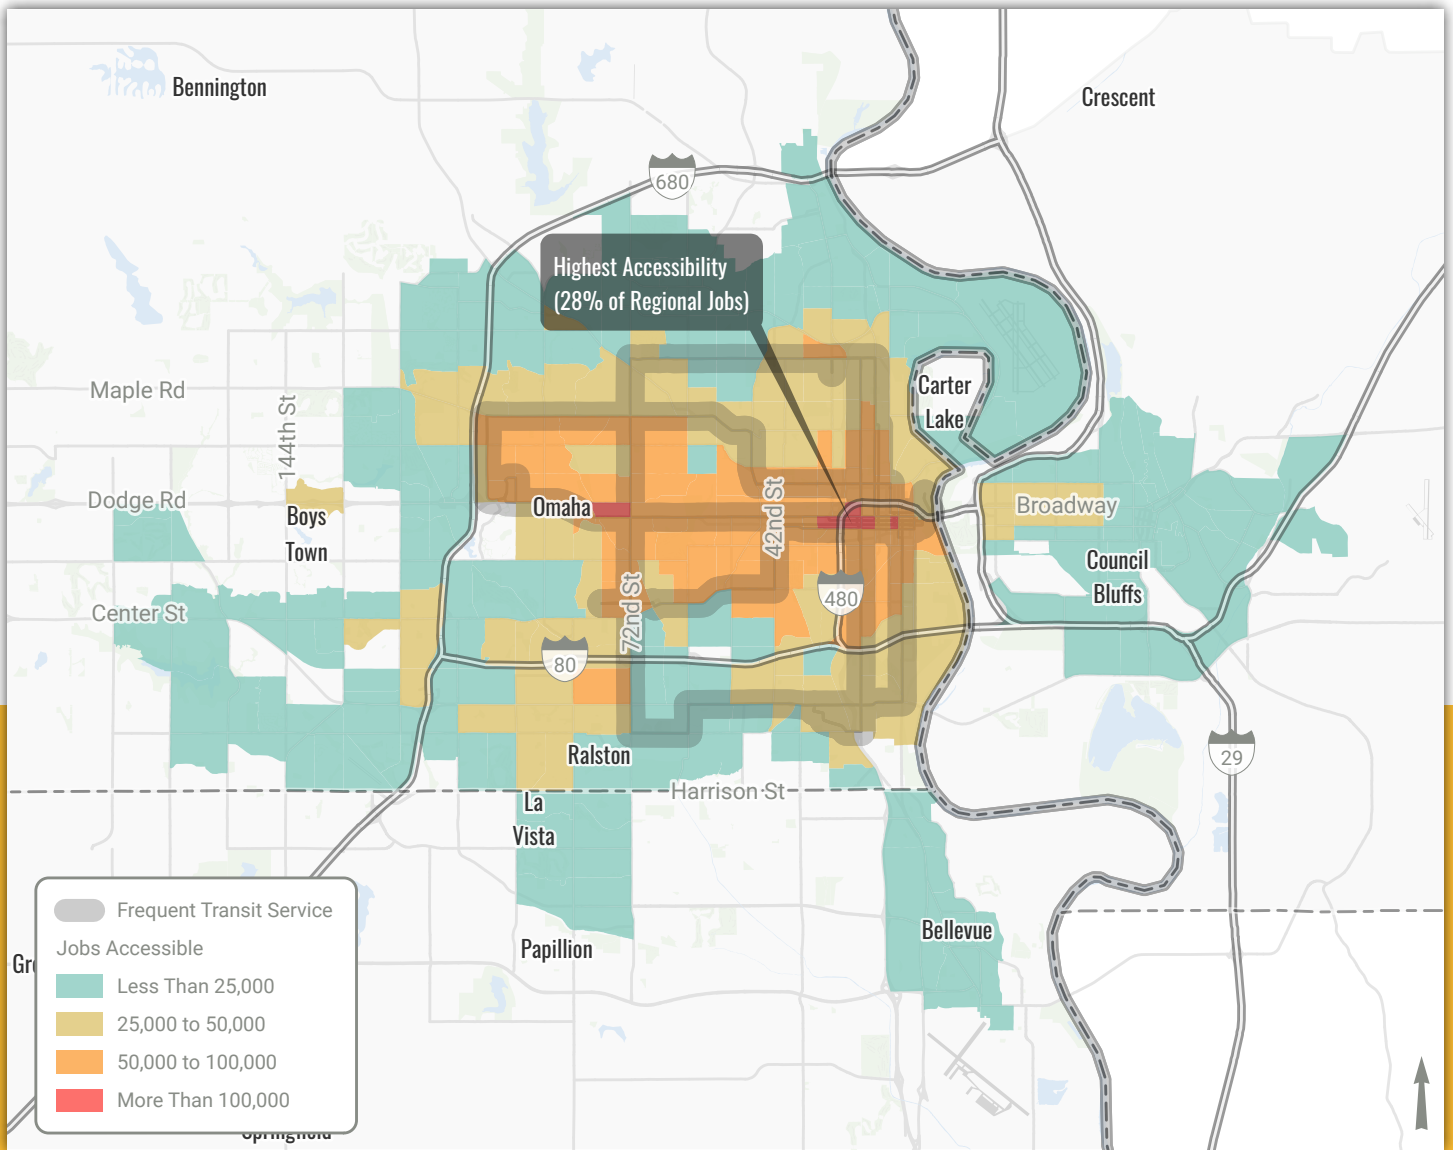 Bennington
Crescent
680
Highest Accessibility
(28% of Regional Jobs)
Maple Rd
144th St
Carter
Lake
Dodge Rd
Boys
Town
Omaha
42nd St
Broadway
Council
Bluffs
Center St
72nd St
480
80
Ralston
29
Harrison St
La
Vista
Bellevue
Papillion
Frequent Transit Service
Jobs Accessible
Less Than 25,000
25,000 to 50,000
50,000 to 100,000
More Than 100,000